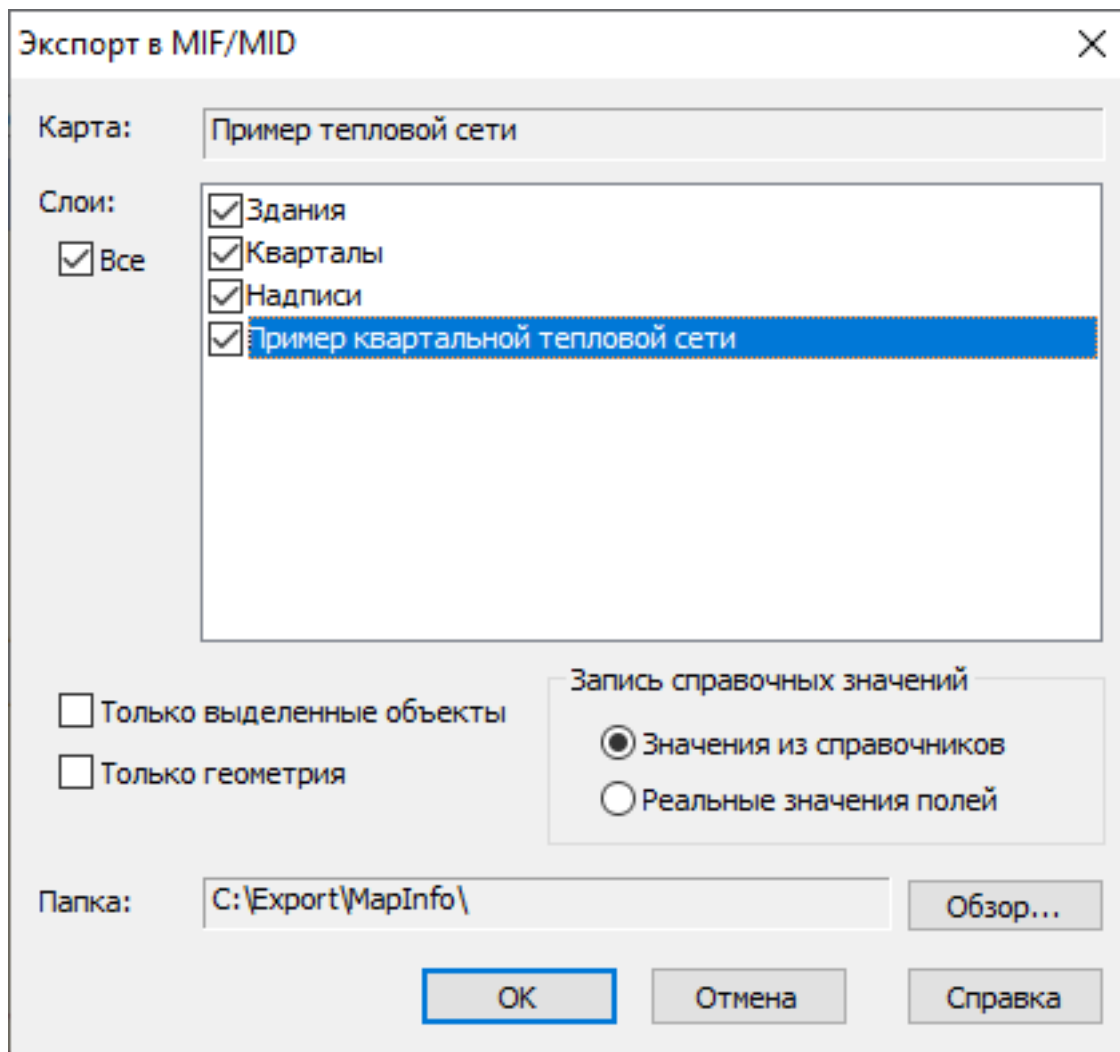 Экспорт в MIF/MID
Карта:
Пример тепловой сети
Слои:
Все
Здания
Кварталы
Надписи
Пример квартальной тепловой сети
Только выделенные объекты
Только геометрия
Запись справочных значений
Значения из справочников
Реальные значения полей
Папка:
C:\Export\MapInfo\
Обзор...
OK
Отмена
Справка